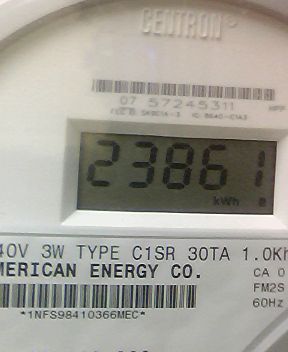 CENTRON®
07 57245311
23861
kWh
40V 3W TYPE C1SR 30TA 1.0Kh
MERICAN ENERGY CO.
CA 0
FM2S
60Hz
*1NFS98410366MEC*